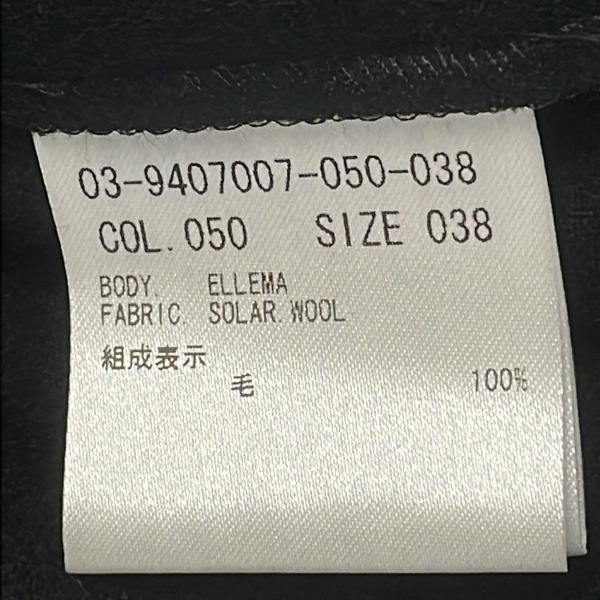 03-9407007-050-038
COL. 050 SIZE 038
BODY. ELLEMA
FABRIC. SOLAR. WOOL
組成表示
毛 100%